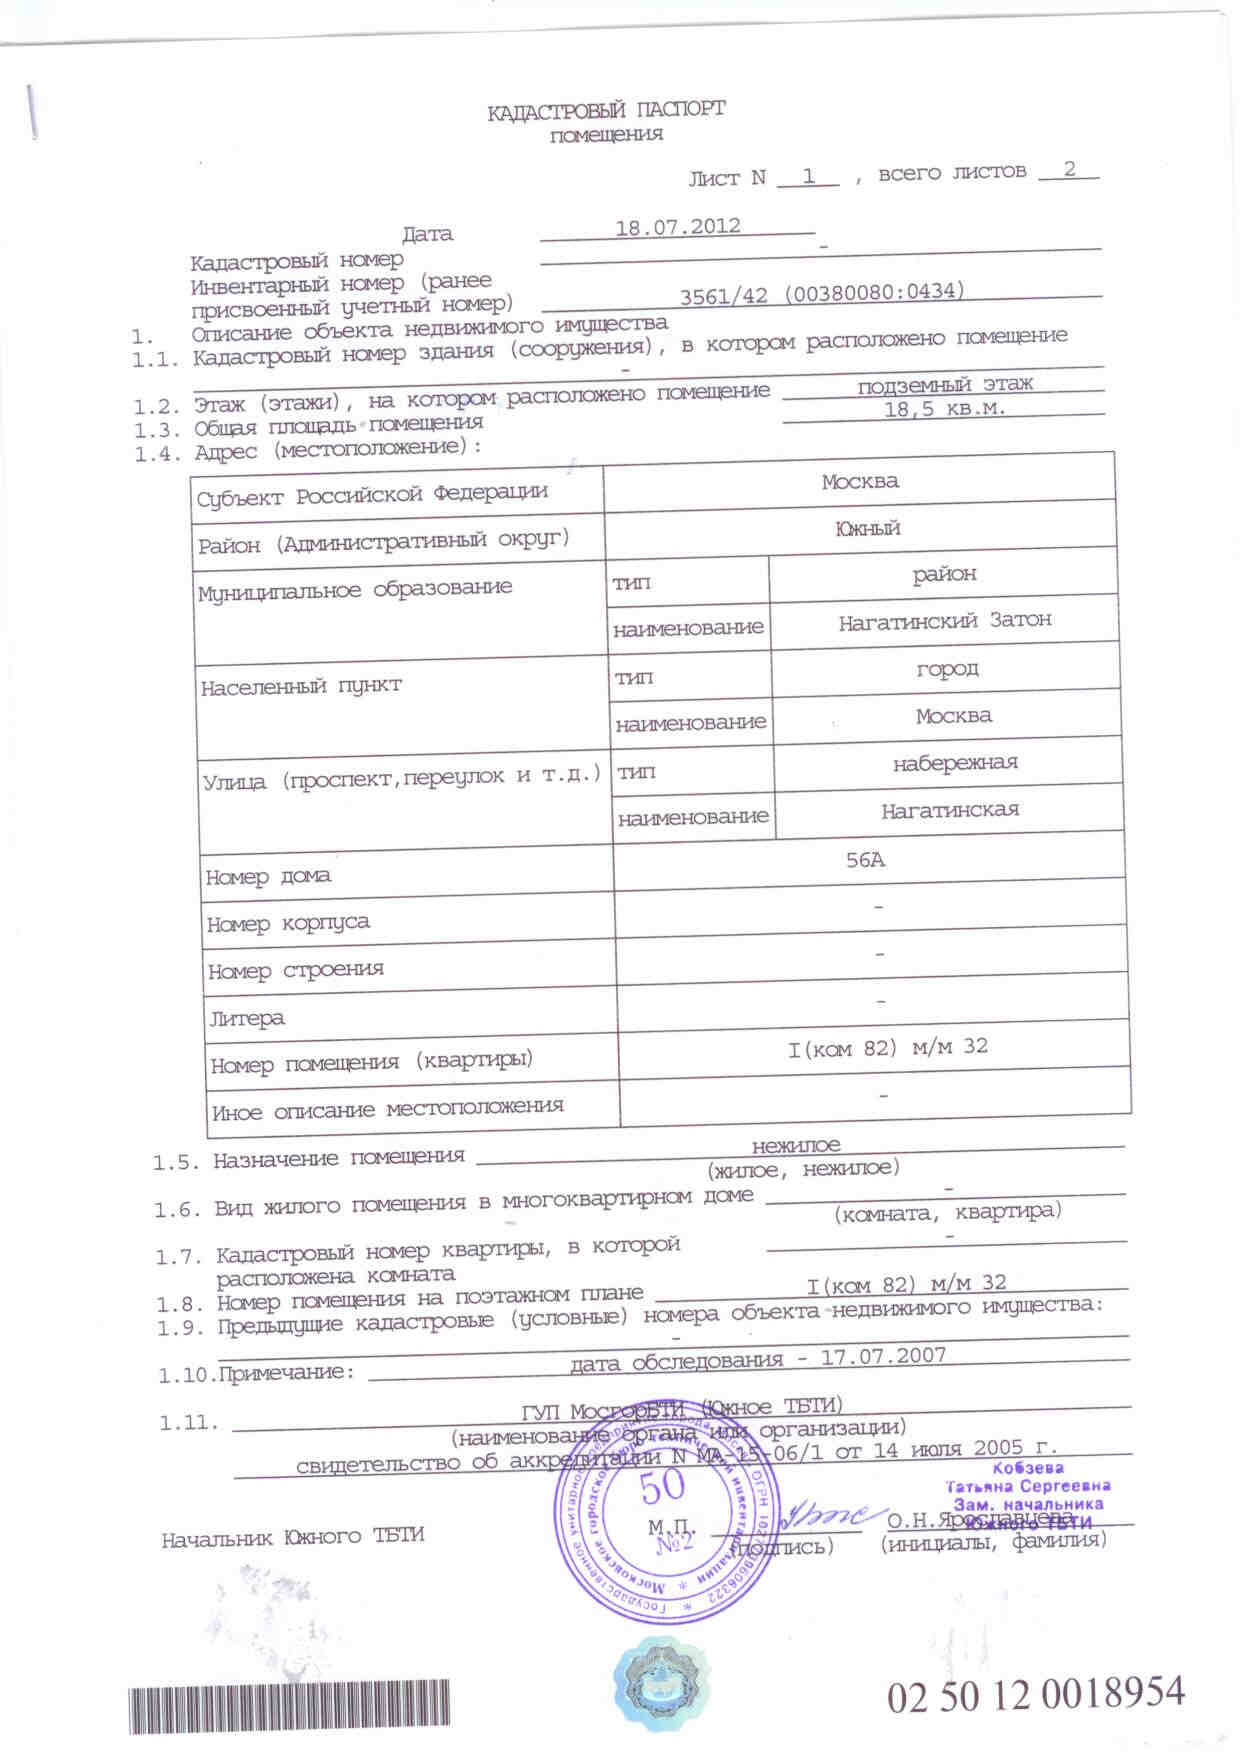 КАДАСТРОВЫЙ ПАСПОРТ
помещения
Лист N 1 , всего листов 2
Дата 18.07.2012
Кадастровый номер -
Инвентарный номер (ранее
присвоенный учетный номер) 3561/42 (00380080:0434)
1. Описание объекта недвижимого имущества
1.1. Кадастровый номер здания (сооружения), в котором расположено помещение
-
1.2. Этаж (этажи), на котором расположено помещение подземный этаж
1.3. Общая площадь помещения 18,5 кв.м.
1.4. Адрес (местоположение):
Субъект Российской Федерации Москва
Район (Административный округ) Южный
Муниципальное образование тип район
наименование Нагатинский Затон
Населенный пункт тип город
наименование Москва
Улица (проспект,переулок и т.д.) тип набережная
наименование Нагатинская
Номер дома 56А
Номер корпуса -
Номер строения -
Литера -
Номер помещения (квартиры) I(ком 82) м/м 32
Иное описание местоположения -
1.5. Назначение помещения нежилое
(жилое, нежилое)
1.6. Вид жилого помещения в многоквартирном доме -
(комната, квартира)
1.7. Кадастровый номер квартиры, в которой -
расположена комната
1.8. Номер помещения на поэтажном плане I(ком 82) м/м 32
1.9. Предыдущие кадастровые (условные) номера объекта недвижимого имущества:
-
1.10.Примечание: дата обследования - 17.07.2007
1.11. ГУП МосгорБТИ (Южное ТБТИ)
(наименование органа или организации)
свидетельство об аккредитации N МА-15-06/1 от 14 июля 2005 г.
Кобзева
Татьяна Сергеевна
Зам. начальника
Южного ТБТИ
Начальник Южного ТБТИ М.П. О.Н.Ярославцева
(подпись) (инициалы, фамилия)
50
№2
Московское городское бюро технической инвентаризации
02 50 12 0018954